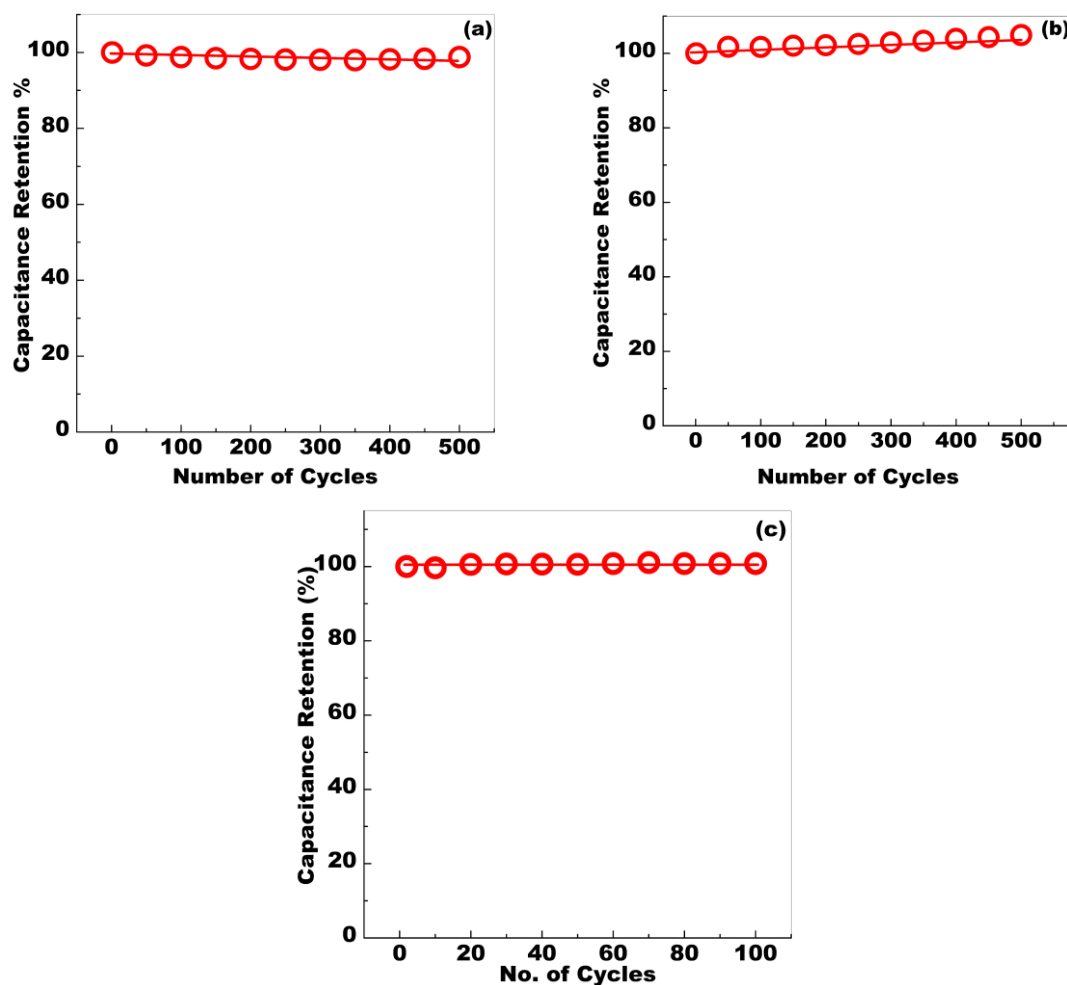 (a)
Capacitance Retention %
100
80
60
40
20
0
0 100 200 300 400 500
Number of Cycles
(b)
Capacitance Retention %
100
80
60
40
20
0
0 100 200 300 400 500
Number of Cycles
(c)
Capacitance Retention (%)
100
80
60
40
20
0
0 20 40 60 80 100
No. of Cycles